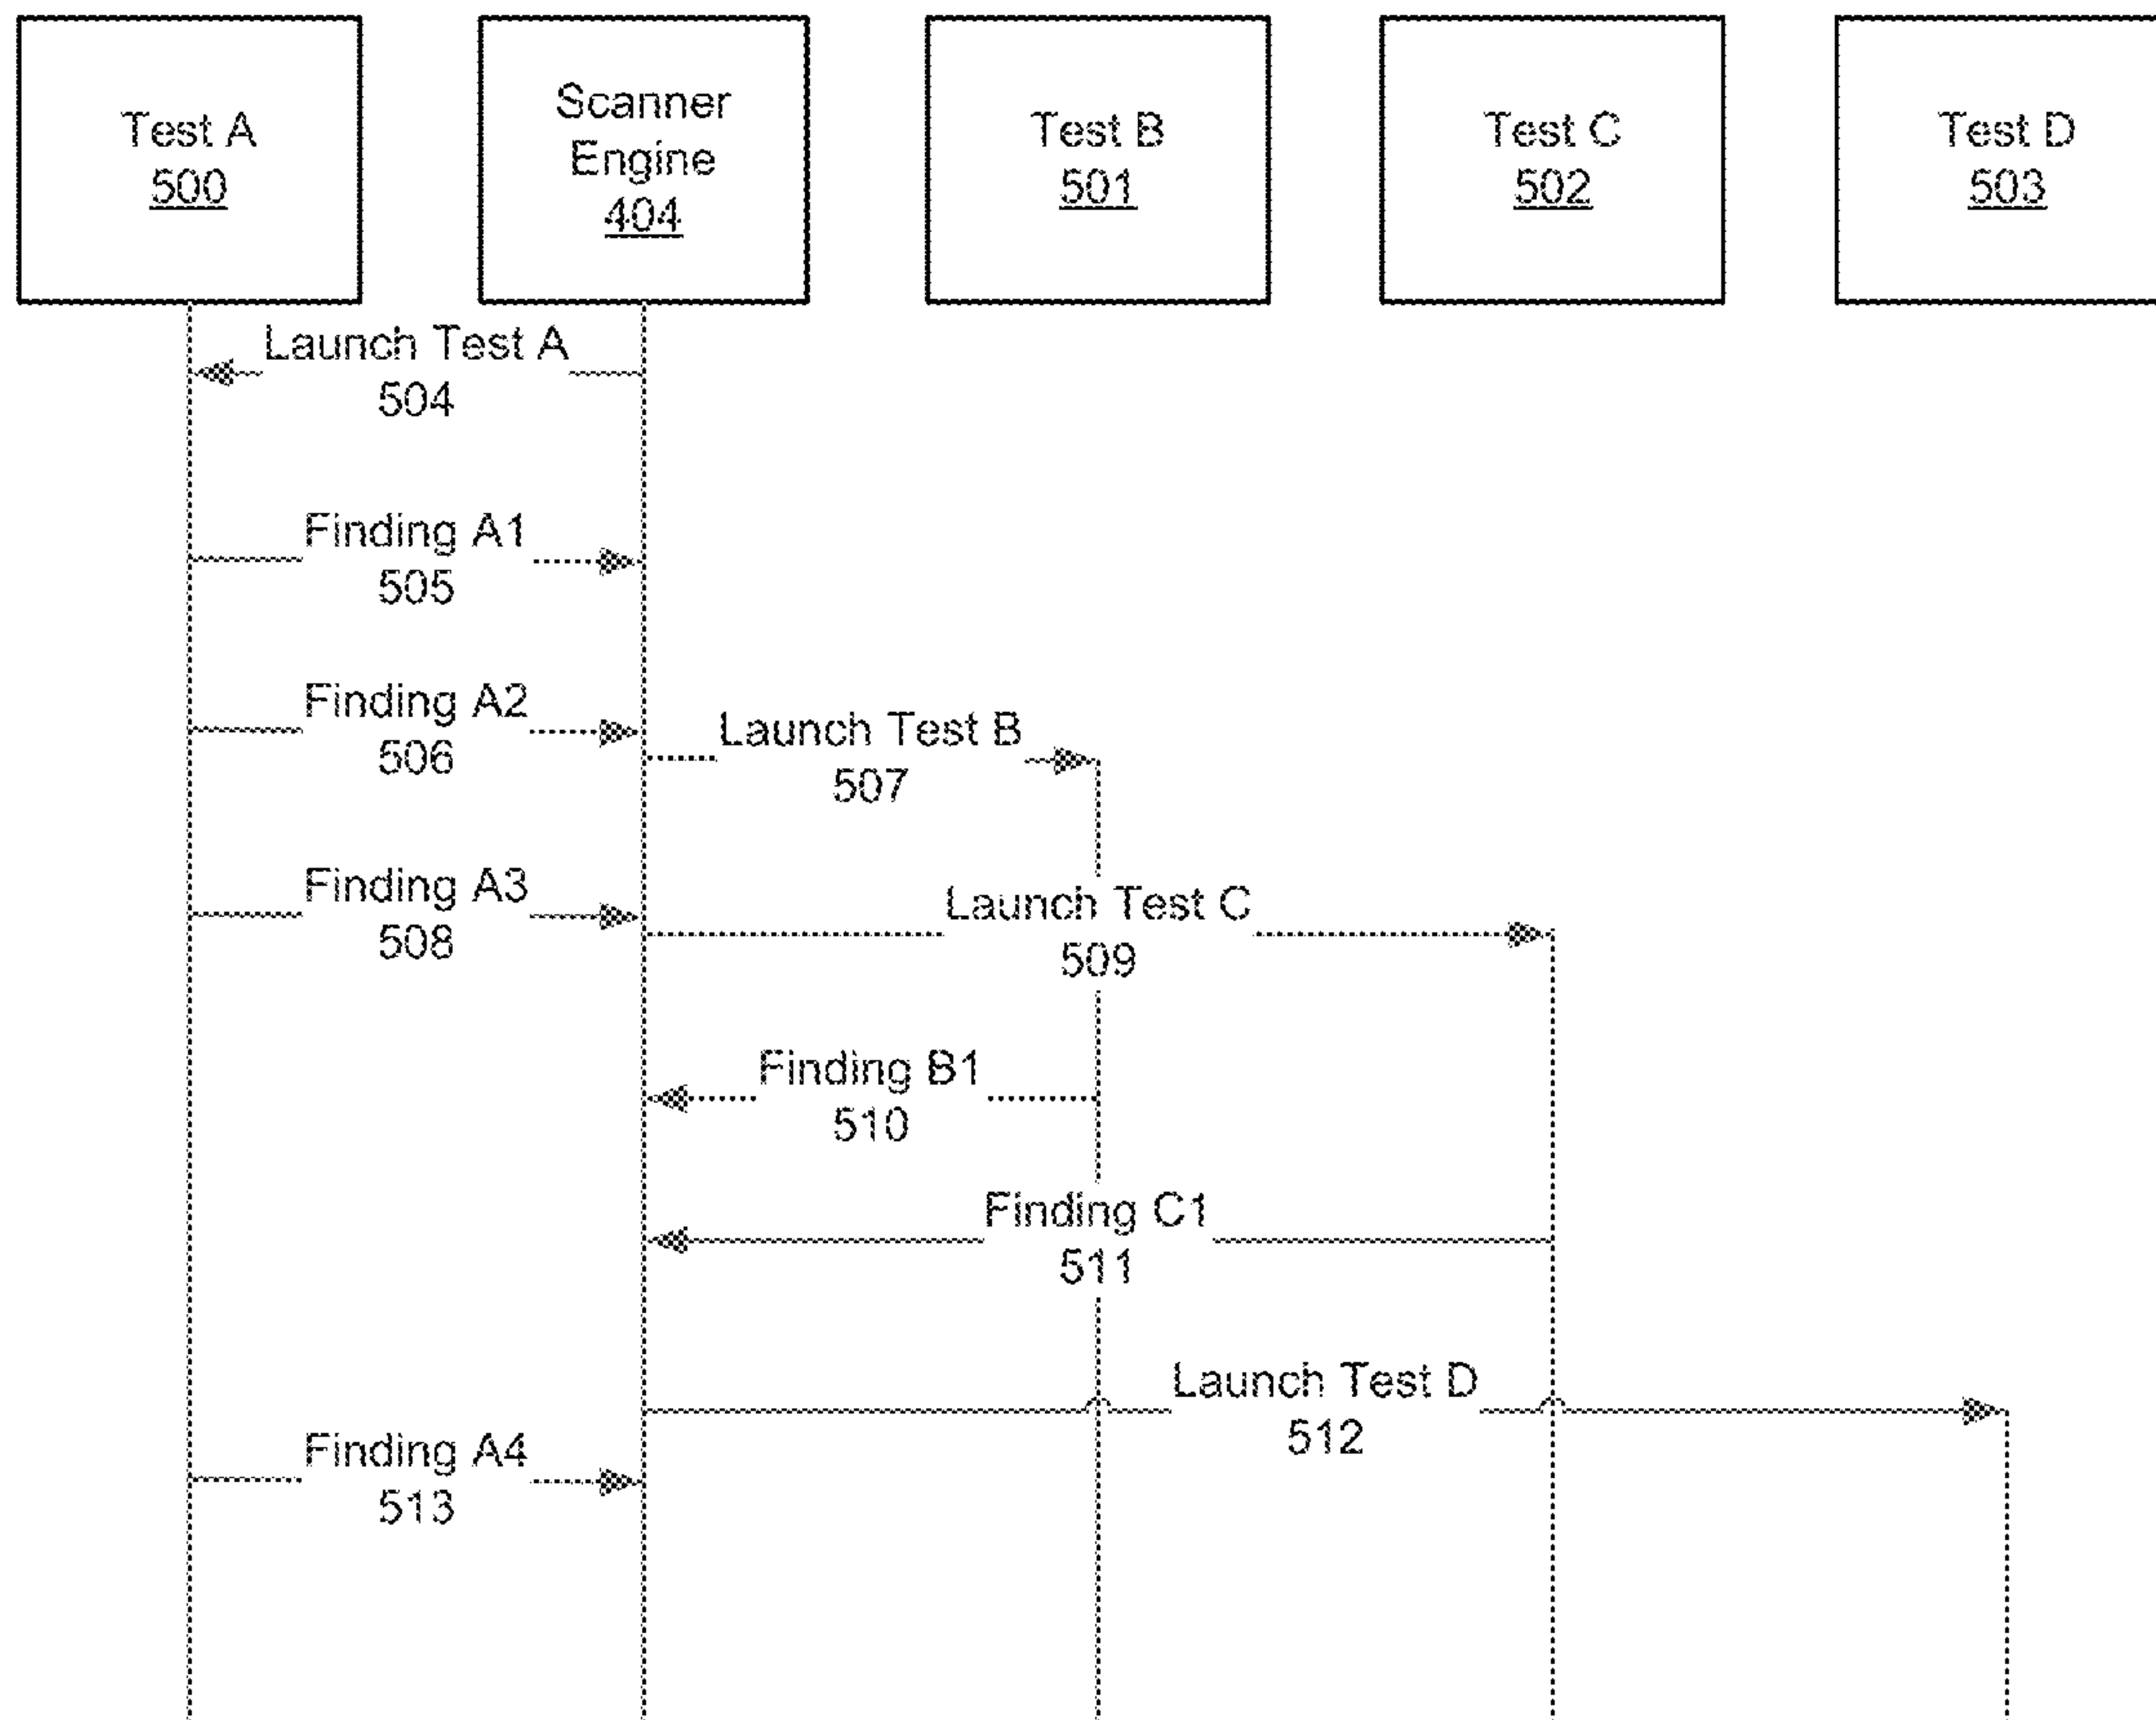 Test A
500
Scanner
Engine
404
Test B
501
Test C
502
Test D
503
Launch Test A
504
Finding A1
505
Finding A2
506
Launch Test B
507
Finding A3
508
Launch Test C
509
Finding B1
510
Finding C1
511
Launch Test D
512
Finding A4
513